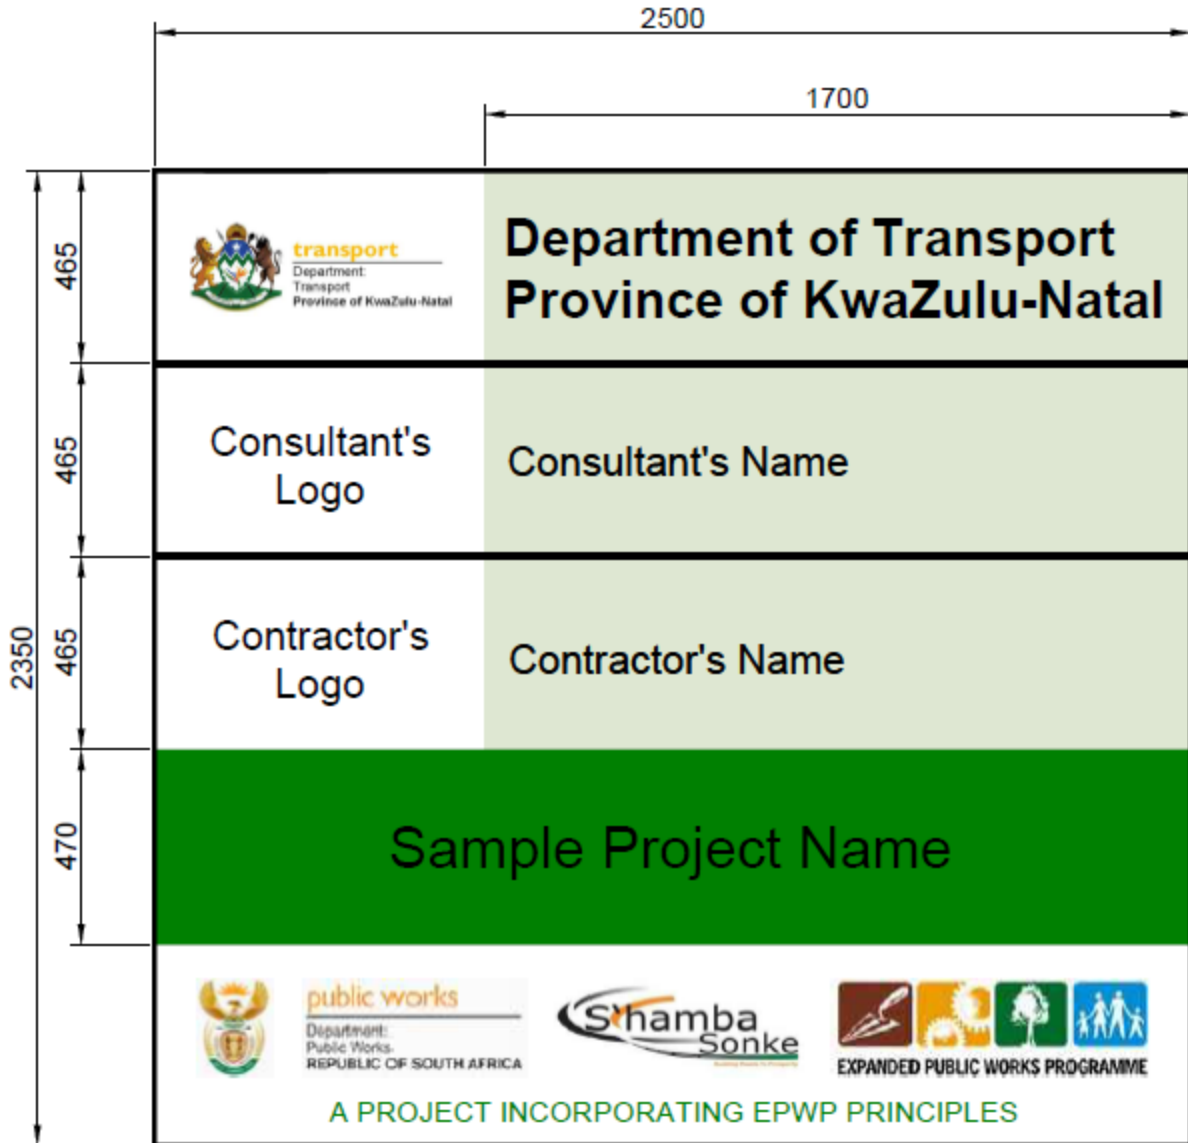 2500
1700
465
transport
Department:
Transport
Province of KwaZulu-Natal
Department of Transport
Province of KwaZulu-Natal
465
Consultant's
Logo
Consultant's Name
2350
465
Contractor's
Logo
Contractor's Name
470
Sample Project Name
public works
Department:
Public Works
REPUBLIC OF SOUTH AFRICA
S'hamba
Sonke
EXPANDED PUBLIC WORKS PROGRAMME
A PROJECT INCORPORATING EPWP PRINCIPLES